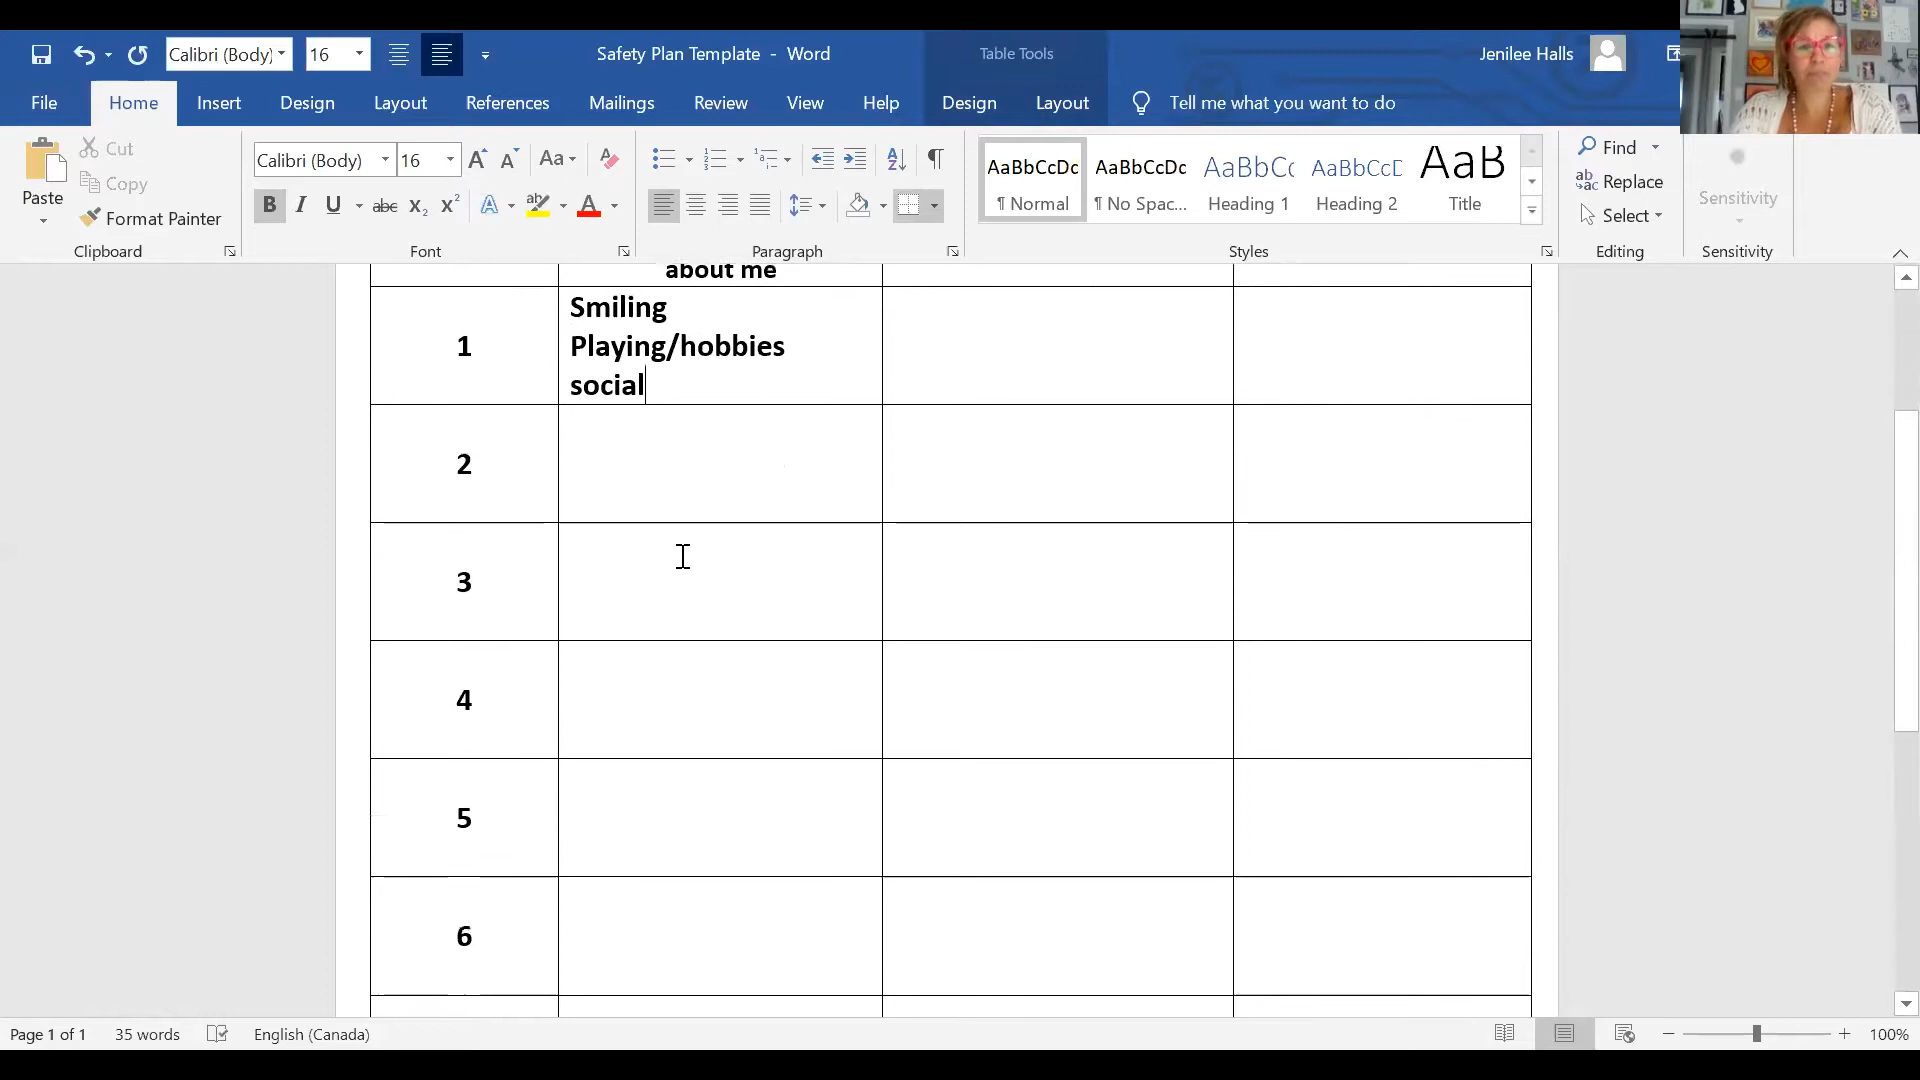 Calibri (Body)
16
Safety Plan Template - Word
Table Tools
Jenilee Halls
File
Home
Insert
Design
Layout
References
Mailings
Review
View
Help
Design
Layout
Tell me what you want to do
Paste
Cut
Copy
Format Painter
Clipboard
Calibri (Body)
16
Aa
B I U abc X₂ X² A A
Font
Paragraph
AaBbCcDc
¶ Normal
AaBbCcDc
¶ No Spac...
AaBbCc
Heading 1
AaBbCcD
Heading 2
AaB
Title
Styles
Find
Replace
Select
Editing
Sensitivity
Sensitivity
about me
1
Smiling
Playing/hobbies
social
2
3
4
5
6
Page 1 of 1
35 words
English (Canada)
100%